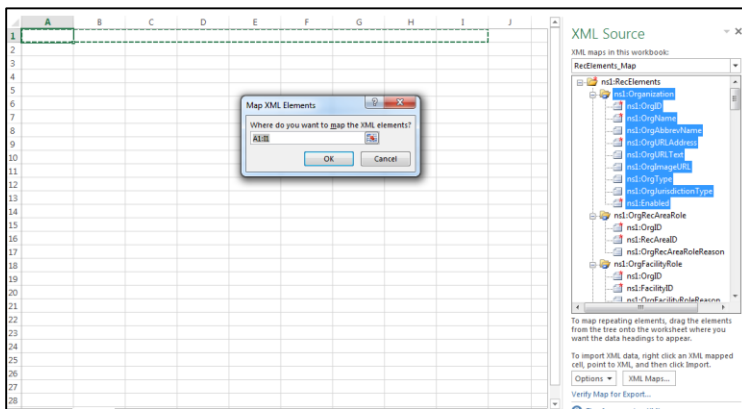 A B C D E F G H I J
1
2
3
4
5
6
7
8
9
10
11
12
13
14
15
16
17
18
19
20
21
22
23
24
25
26
27
28
Map XML Elements
Where do you want to map the XML elements?
A1:I1
OK Cancel
XML Source
XML maps in this workbook:
RecElements_Map
ns1:RecElements
ns1:Organization
ns1:OrgID
ns1:OrgName
ns1:OrgAbbrevName
ns1:OrgURLAddress
ns1:OrgURLText
ns1:OrgImageURL
ns1:OrgType
ns1:OrgJurisdictionType
ns1:Enabled
ns1:OrgRecAreaRole
ns1:OrgID
ns1:RecAreaID
ns1:OrgRecAreaRoleReason
ns1:OrgFacilityRole
ns1:OrgID
ns1:FacilityID
ns1:OrgFacilityRoleReason
To map repeating elements, drag the elements
from the tree onto the worksheet where you
want the data headings to appear.
To import XML data, right click an XML mapped
cell, point to XML, and then click Import.
Options XML Maps...
Verify Map for Export...